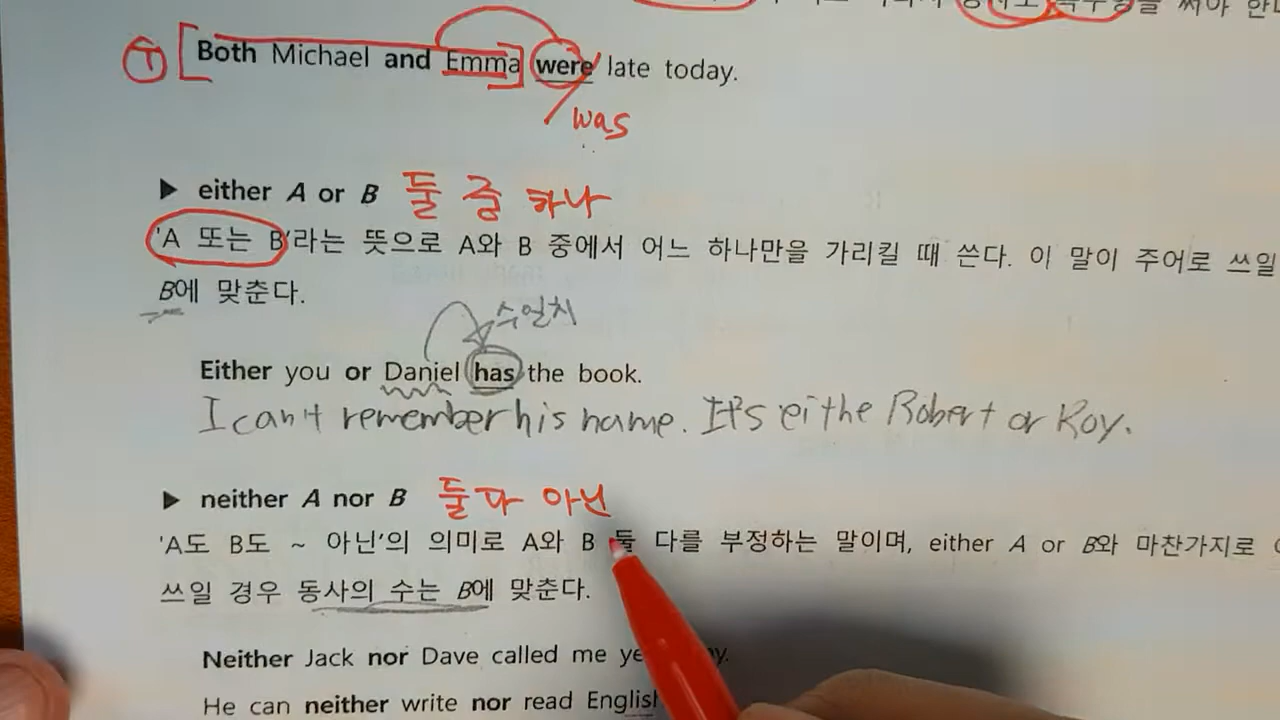 써야 한
Both Michael and Emma were late today.
was
▶ either A or B 둘 중 하나
'A 또는 B'라는 뜻으로 A와 B 중에서 어느 하나만을 가리킬 때 쓴다. 이 말이 주어로 쓰일
B에 맞춘다.
수일치
Either you or Daniel has the book.
I can't remember his name. It's eithe Robert or Roy.
▶ neither A nor B 둘다 아닌
'A도 B도 ~ 아닌'의 의미로 A와 B 둘 다를 부정하는 말이며, either A or B와 마찬가지로
쓰일 경우 동사의 수는 B에 맞춘다.
Neither Jack nor Dave called me
He can neither write nor read English